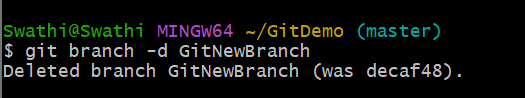 Swathi@Swathi MINGW64 ~/GitDemo (master)
$ git branch -d GitNewBranch
Deleted branch GitNewBranch (was decaf48).